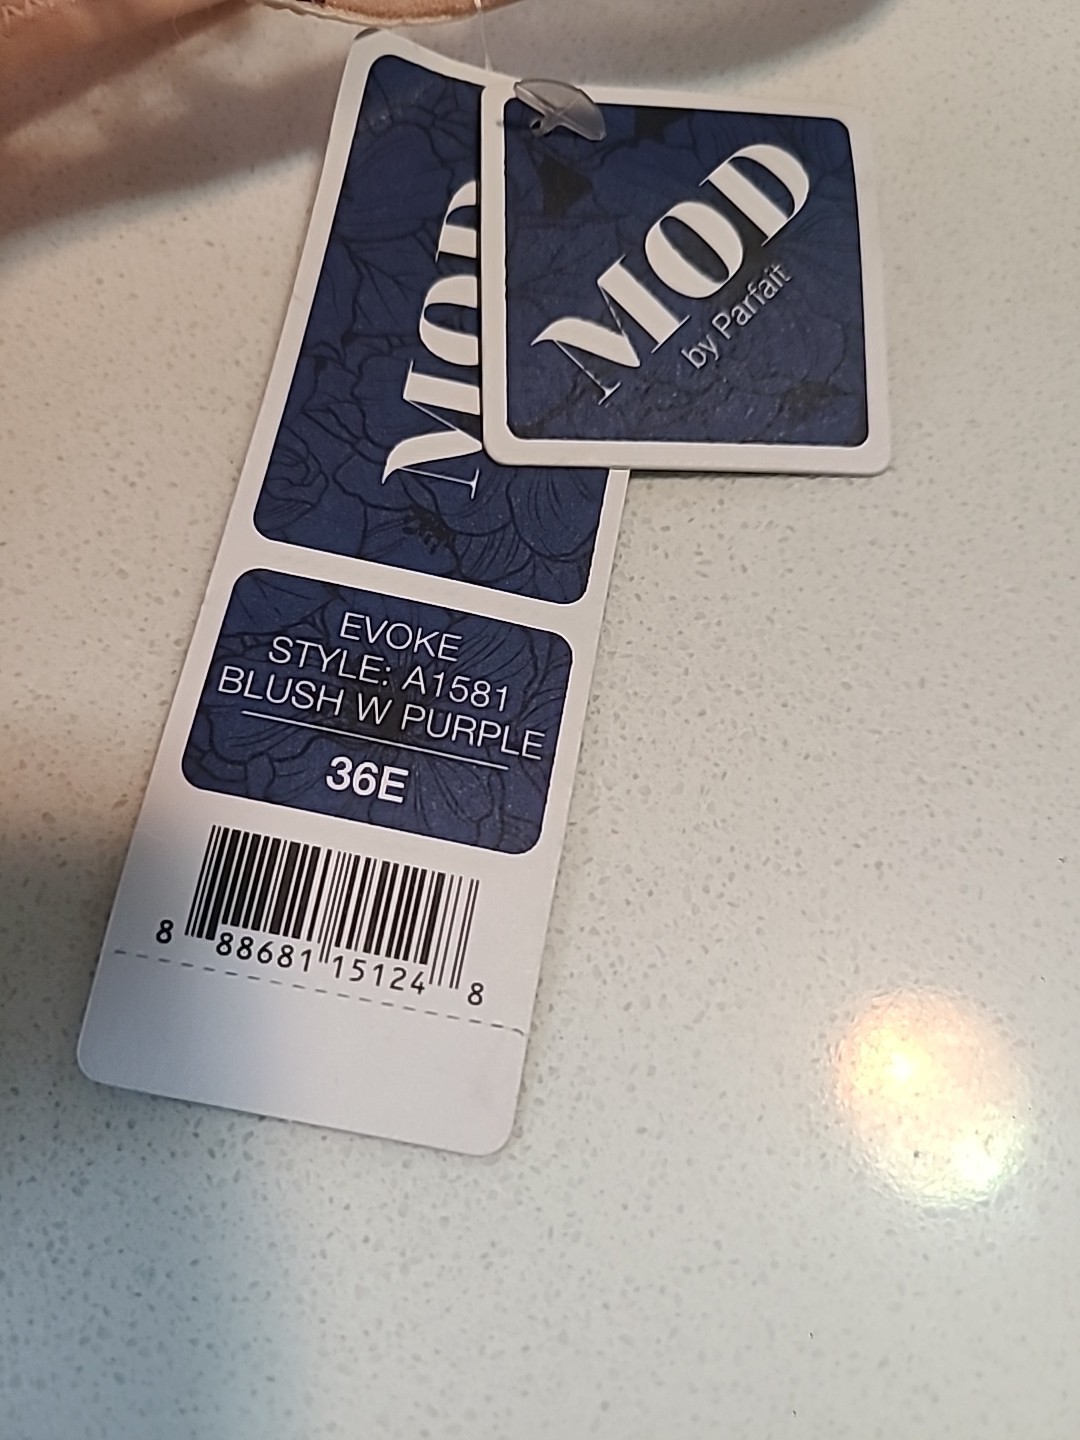 MOD
by Parfait
MOD
EVOKE
STYLE: A1581
BLUSH W PURPLE
36E
8 88681 15124 8